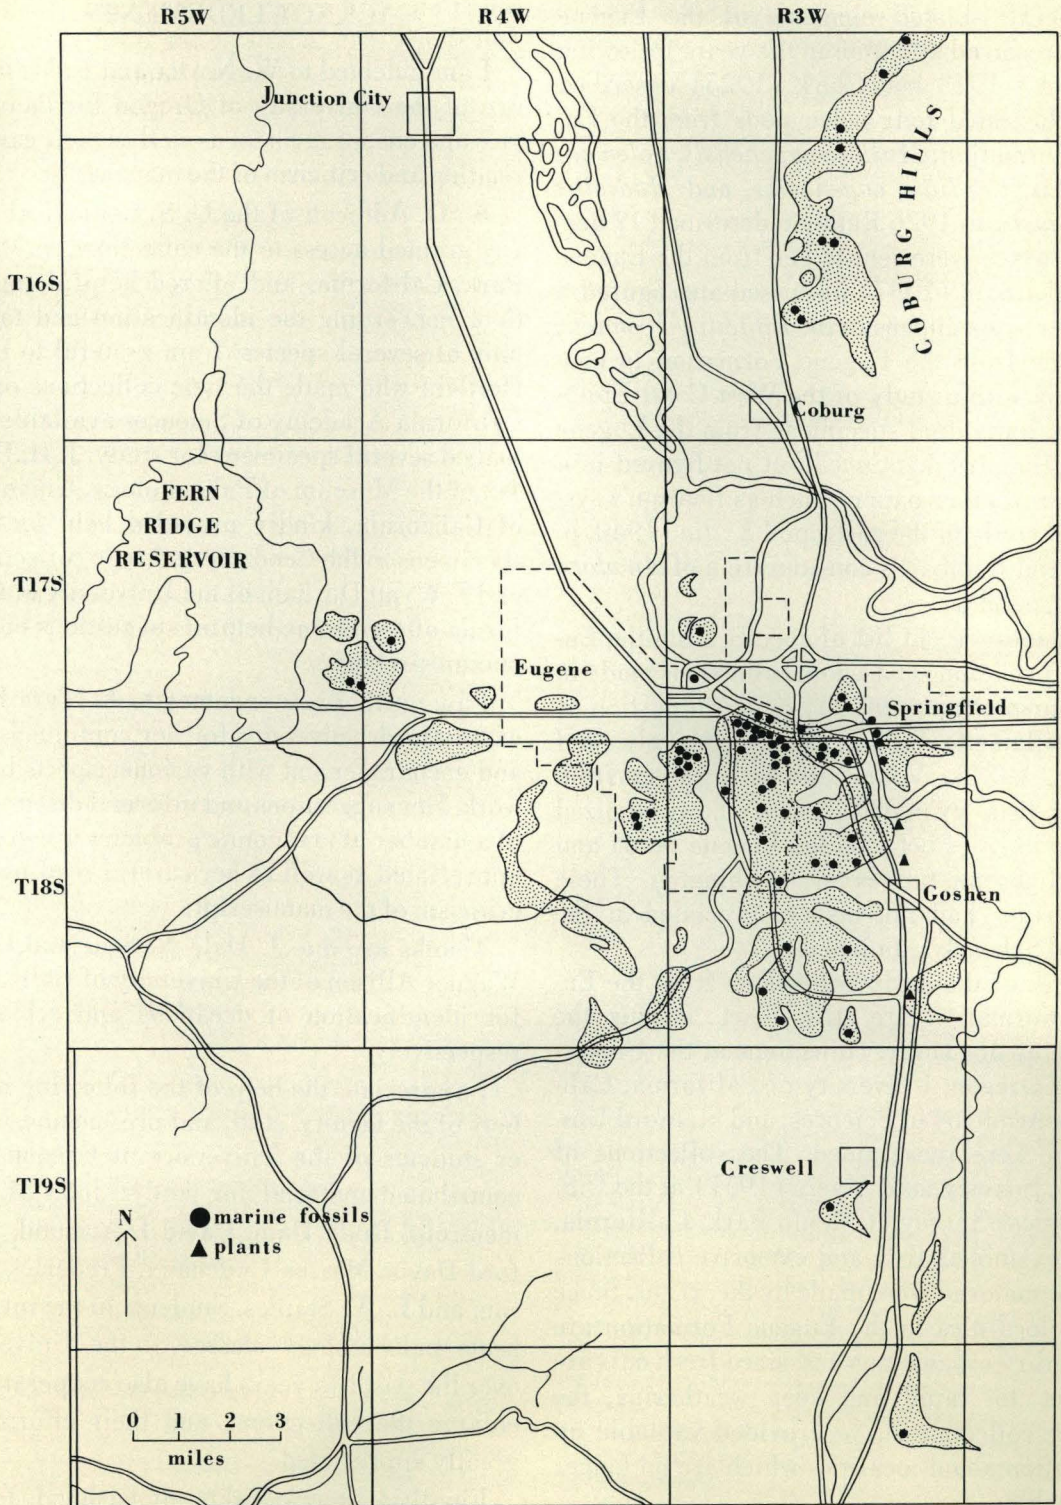 R5W R4W R3W
Junction City
COBURG HILLS
T16S
Coburg
FERN
RIDGE
RESERVOIR
T17S
Eugene
Springfield
T18S
Goshen
Creswell
T19S
N
marine fossils
plants
0 1 2 3
miles